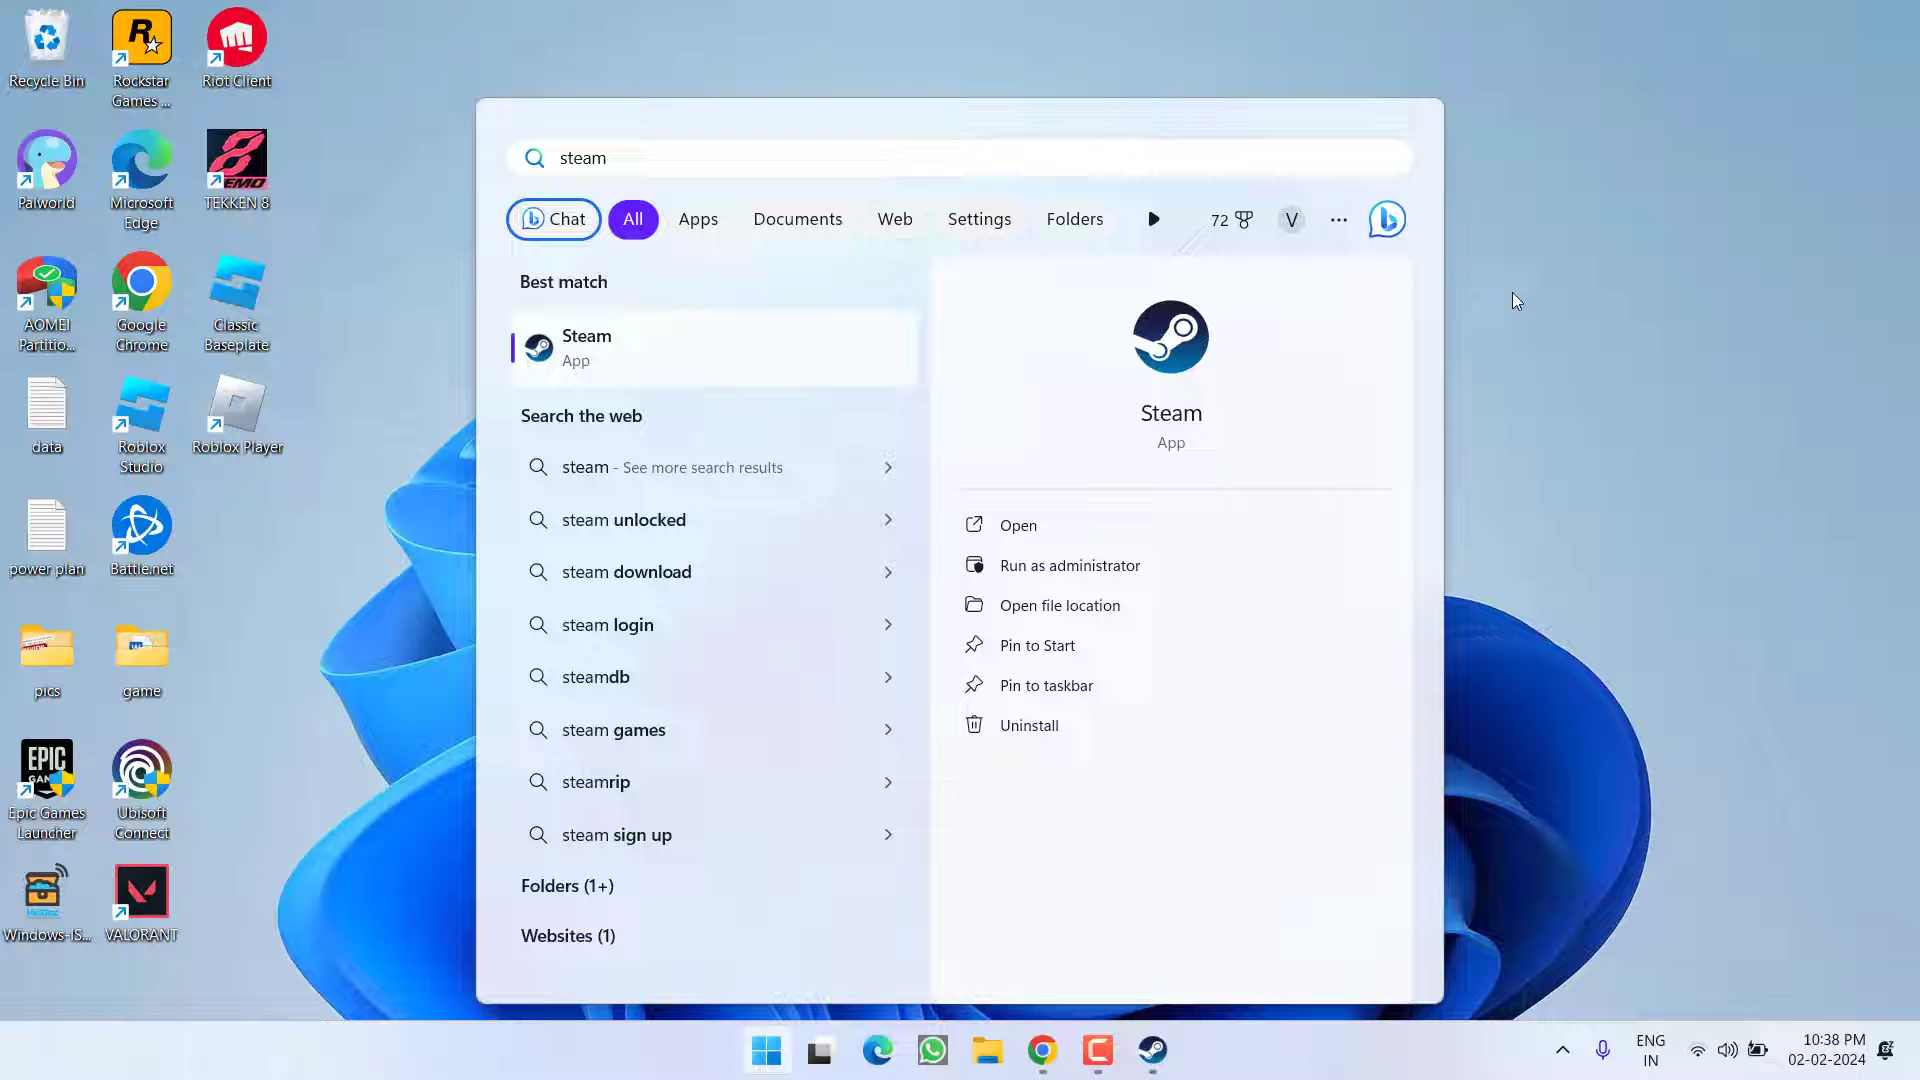 Recycle Bin
Rockstar
Games ...
Riot Client
Palworld
Microsoft
Edge
TEKKEN 8
AOMEI
Partitio...
Google
Chrome
Classic
Baseplate
data
Roblox
Studio
Roblox Player
power plan
Battle.net
pics
game
EPIC
Epic Games
Launcher
Ubisoft
Connect
Windows-IS...
VALORANT
steam
Chat
All
Apps
Documents
Web
Settings
Folders
72
V
Best match
Steam
App
Search the web
steam - See more search results
steam unlocked
steam download
steam login
steamdb
steam games
steamrip
steam sign up
Folders (1+)
Websites (1)
Steam
App
Open
Run as administrator
Open file location
Pin to Start
Pin to taskbar
Uninstall
ENG
IN
10:38 PM
02-02-2024